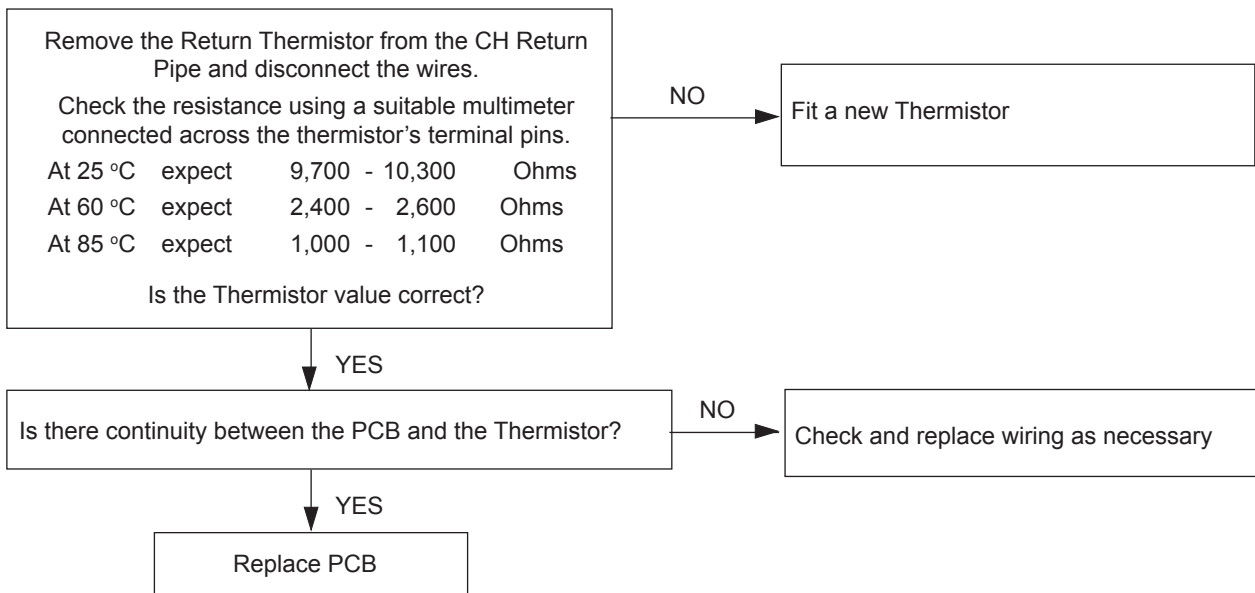 Remove the Return Thermistor from the CH Return
Pipe and disconnect the wires.
Check the resistance using a suitable multimeter
connected across the thermistor's terminal pins.
At 25 °C expect 9,700 - 10,300 Ohms
At 60 °C expect 2,400 - 2,600 Ohms
At 85 °C expect 1,000 - 1,100 Ohms
Is the Thermistor value correct?
NO
Fit a new Thermistor
YES
Is there continuity between the PCB and the Thermistor?
NO
Check and replace wiring as necessary
YES
Replace PCB